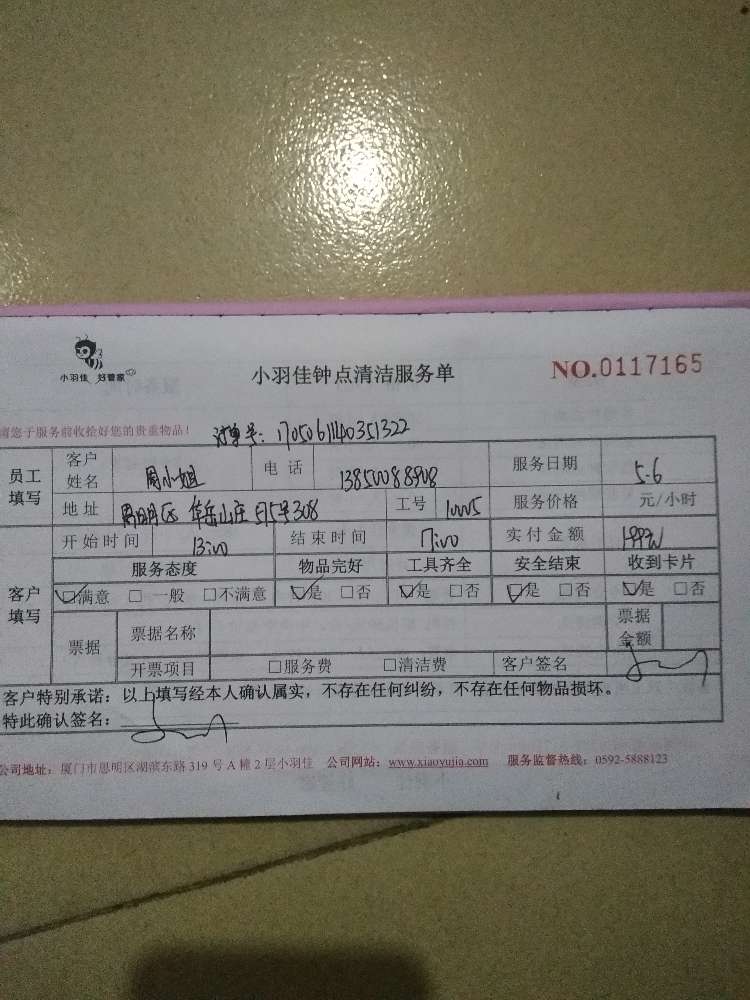 小羽佳 好管家
小羽佳钟点清洁服务单
NO.0117165
请您于服务前收捡好您的贵重物品！
订单号：1705061140351322
员工填写 客户姓名 周小姐 电话 13850088908 服务日期 5.6
地址 思明区 华岳山庄 5号308 工号 10005 服务价格 元/小时
开始时间 13:00 结束时间 17:00 实付金额
客户填写 服务态度 物品完好 工具齐全 安全结束 收到卡片
☑满意 □一般 □不满意 ☑是 □否 ☑是 □否 ☑是 □否 ☑是 □否
票据 票据名称 票据金额
开票项目 □服务费 □清洁费 客户签名
客户特别承诺：以上填写经本人确认属实，不存在任何纠纷，不存在任何物品损坏。
特此确认签名：
公司地址：厦门市思明区湖滨东路 319 号 A 幢 2 层小羽佳 公司网站：www.xiaoyujia.com 服务监督热线：0592-5888123